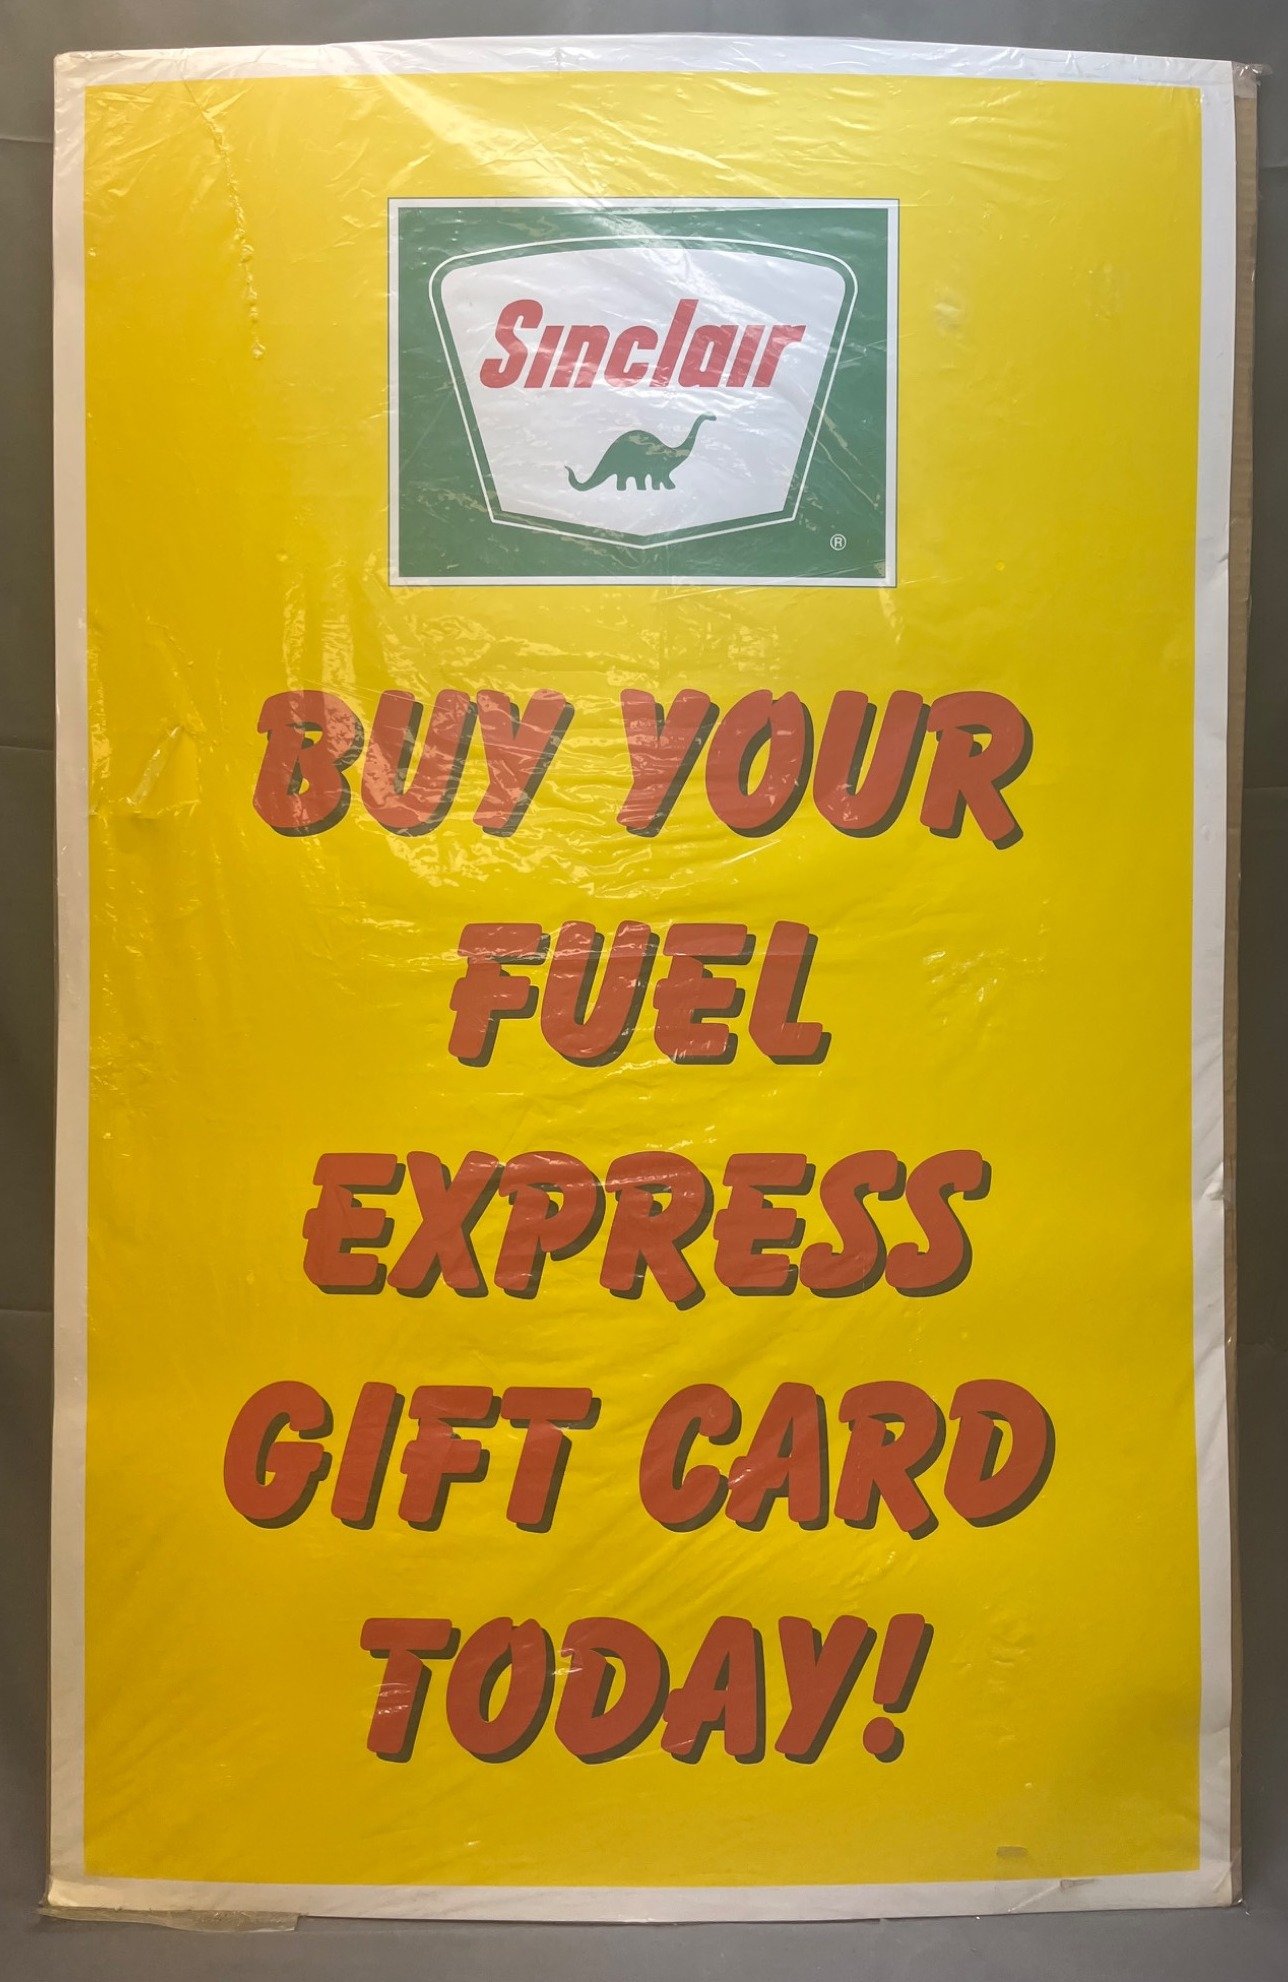 Sinclair
®
BUY YOUR
FUEL
EXPRESS
GIFT CARD
TODAY!